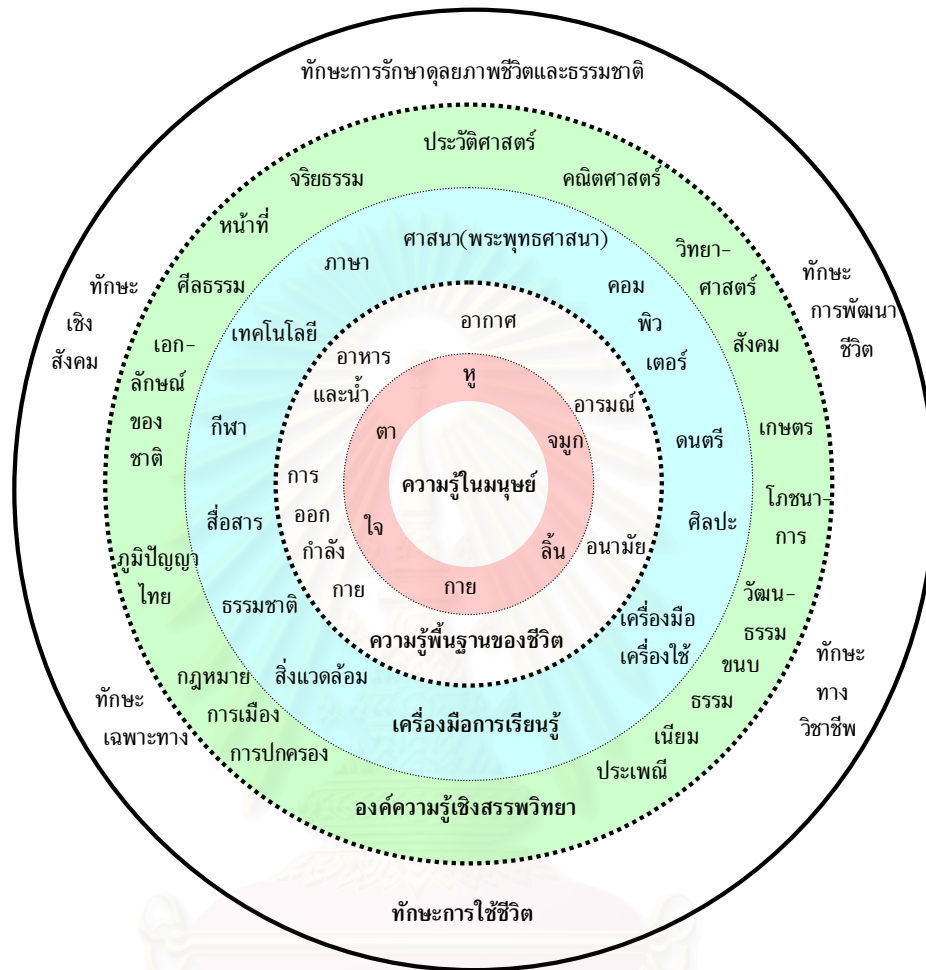 ทักษะการรักษาดุลยภาพชีวิตและธรรมชาติ
ประวัติศาสตร์
จริยธรรม
คณิตศาสตร์
หน้าที่
ศาสนา(พระพุทธศาสนา)
ภาษา
วิทยา-
ศาสตร์
ทักษะ
เชิง
สังคม
ทักษะ
การพัฒนา
ชีวิต
ศีลธรรม
คอม
พิว
เตอร์
เทคโนโลยี
อากาศ
สังคม
เอก-
ลักษณ์
ของ
ชาติ
อาหาร
และน้ำ
หู
อารมณ์
ตา
จมูก
กีฬา
ดนตรี
เกษตร
การ
ออก
กำลัง
กาย
ความรู้ในมนุษย์
โภชนา-
การ
สื่อสาร
ใจ
ลิ้น
อนามัย
ศิลปะ
ภูมิปัญญา
ไทย
กาย
ธรรมชาติ
เครื่องมือ
เครื่องใช้
วัฒน-
ธรรม
ความรู้พื้นฐานของชีวิต
ขนบ
ธรรม
เนียม
ประเพณี
ทักษะ
ทาง
วิชาชีพ
กฎหมาย
การเมือง
การปกครอง
สิ่งแวดล้อม
ทักษะ
เฉพาะทาง
เครื่องมือการเรียนรู้
องค์ความรู้เชิงสรรพวิทยา
ทักษะการใช้ชีวิต